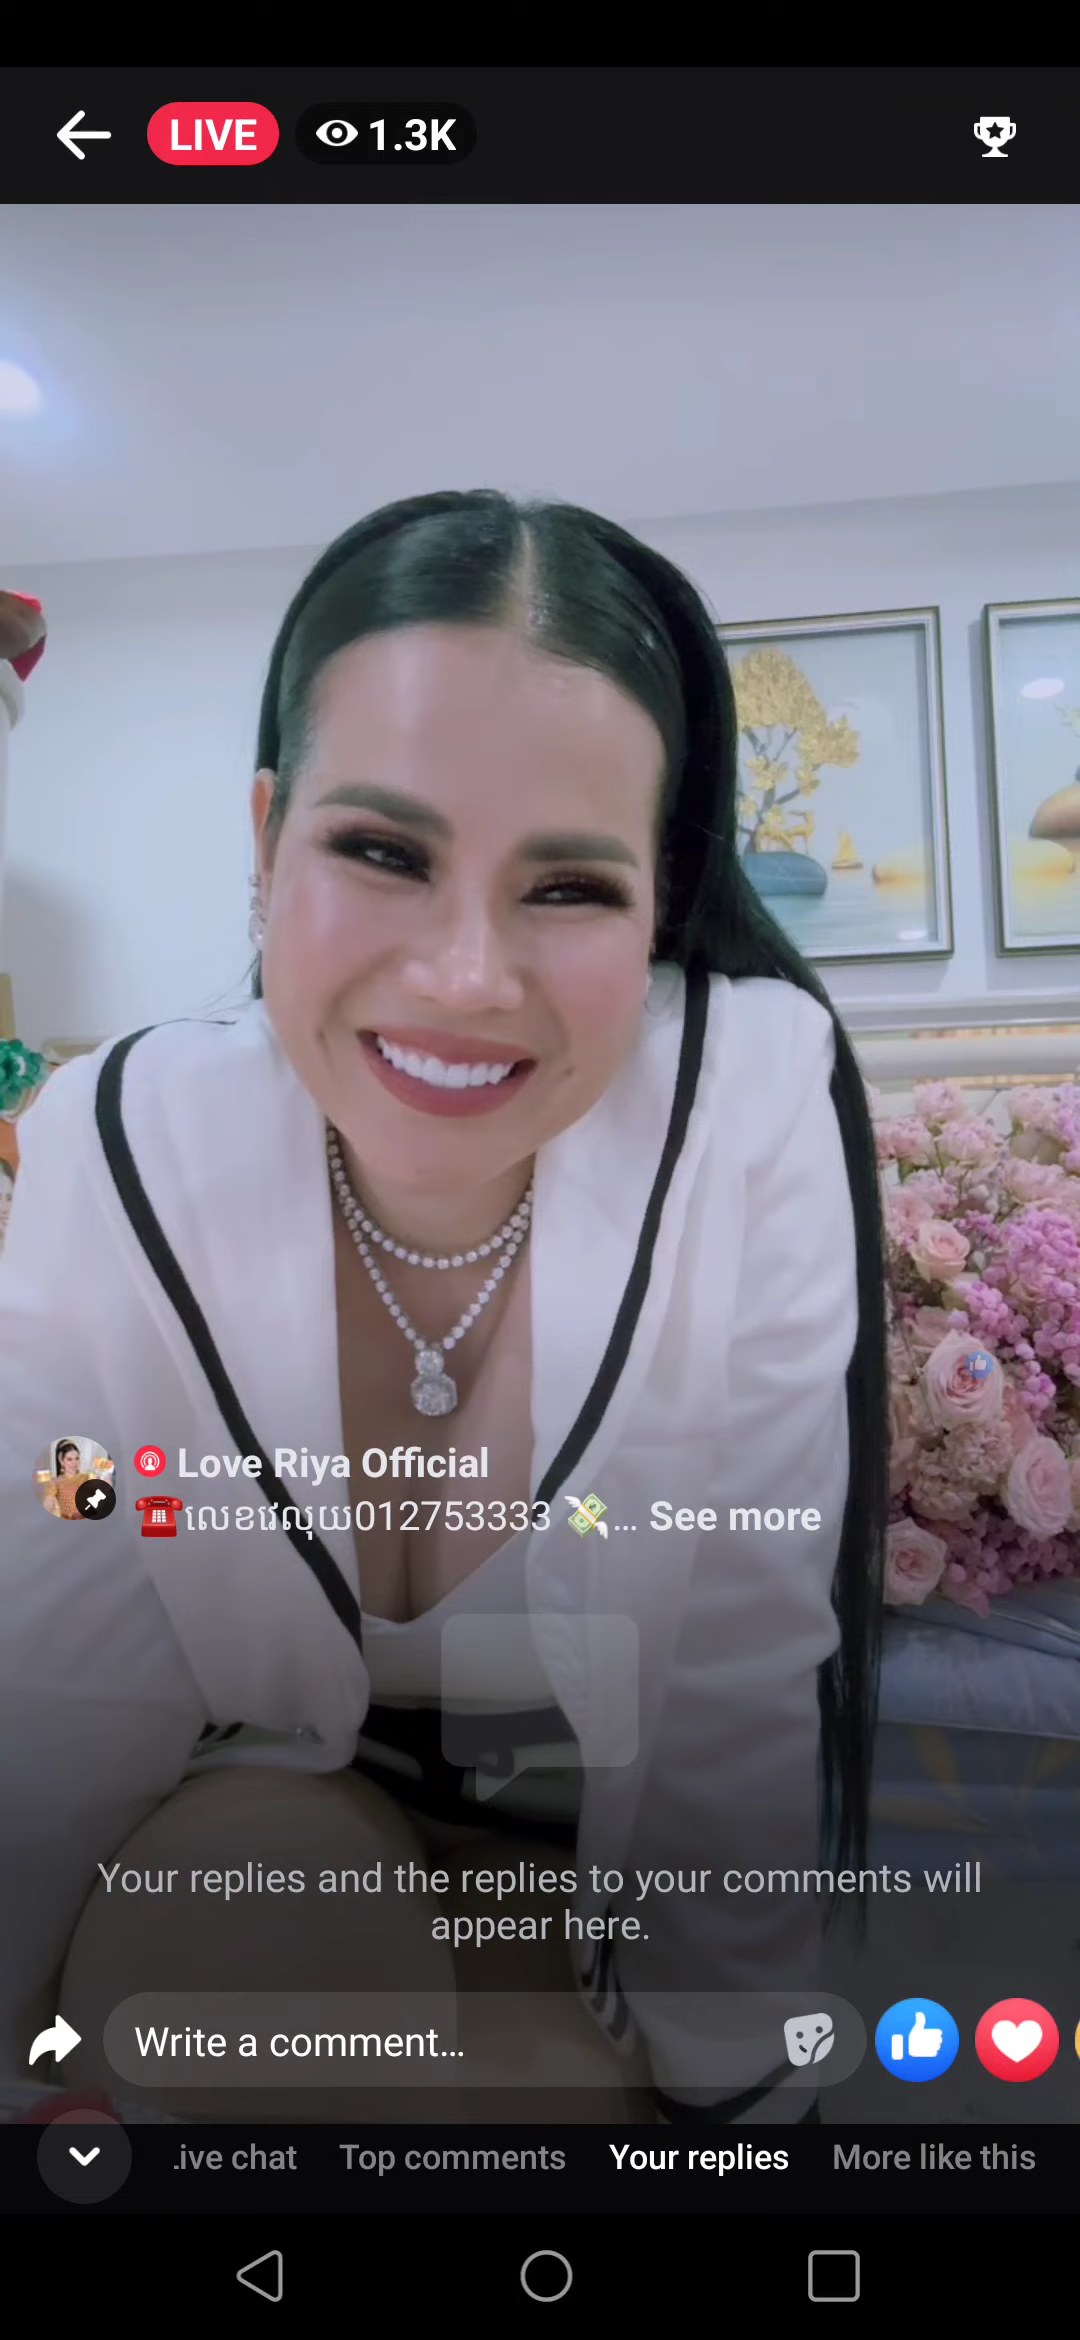 LIVE
1.3K
Love Riya Official
☎️លេខវេលុយ012753333 💸... See more
Your replies and the replies to your comments will
appear here.
Write a comment...
.ive chat
Top comments
Your replies
More like this